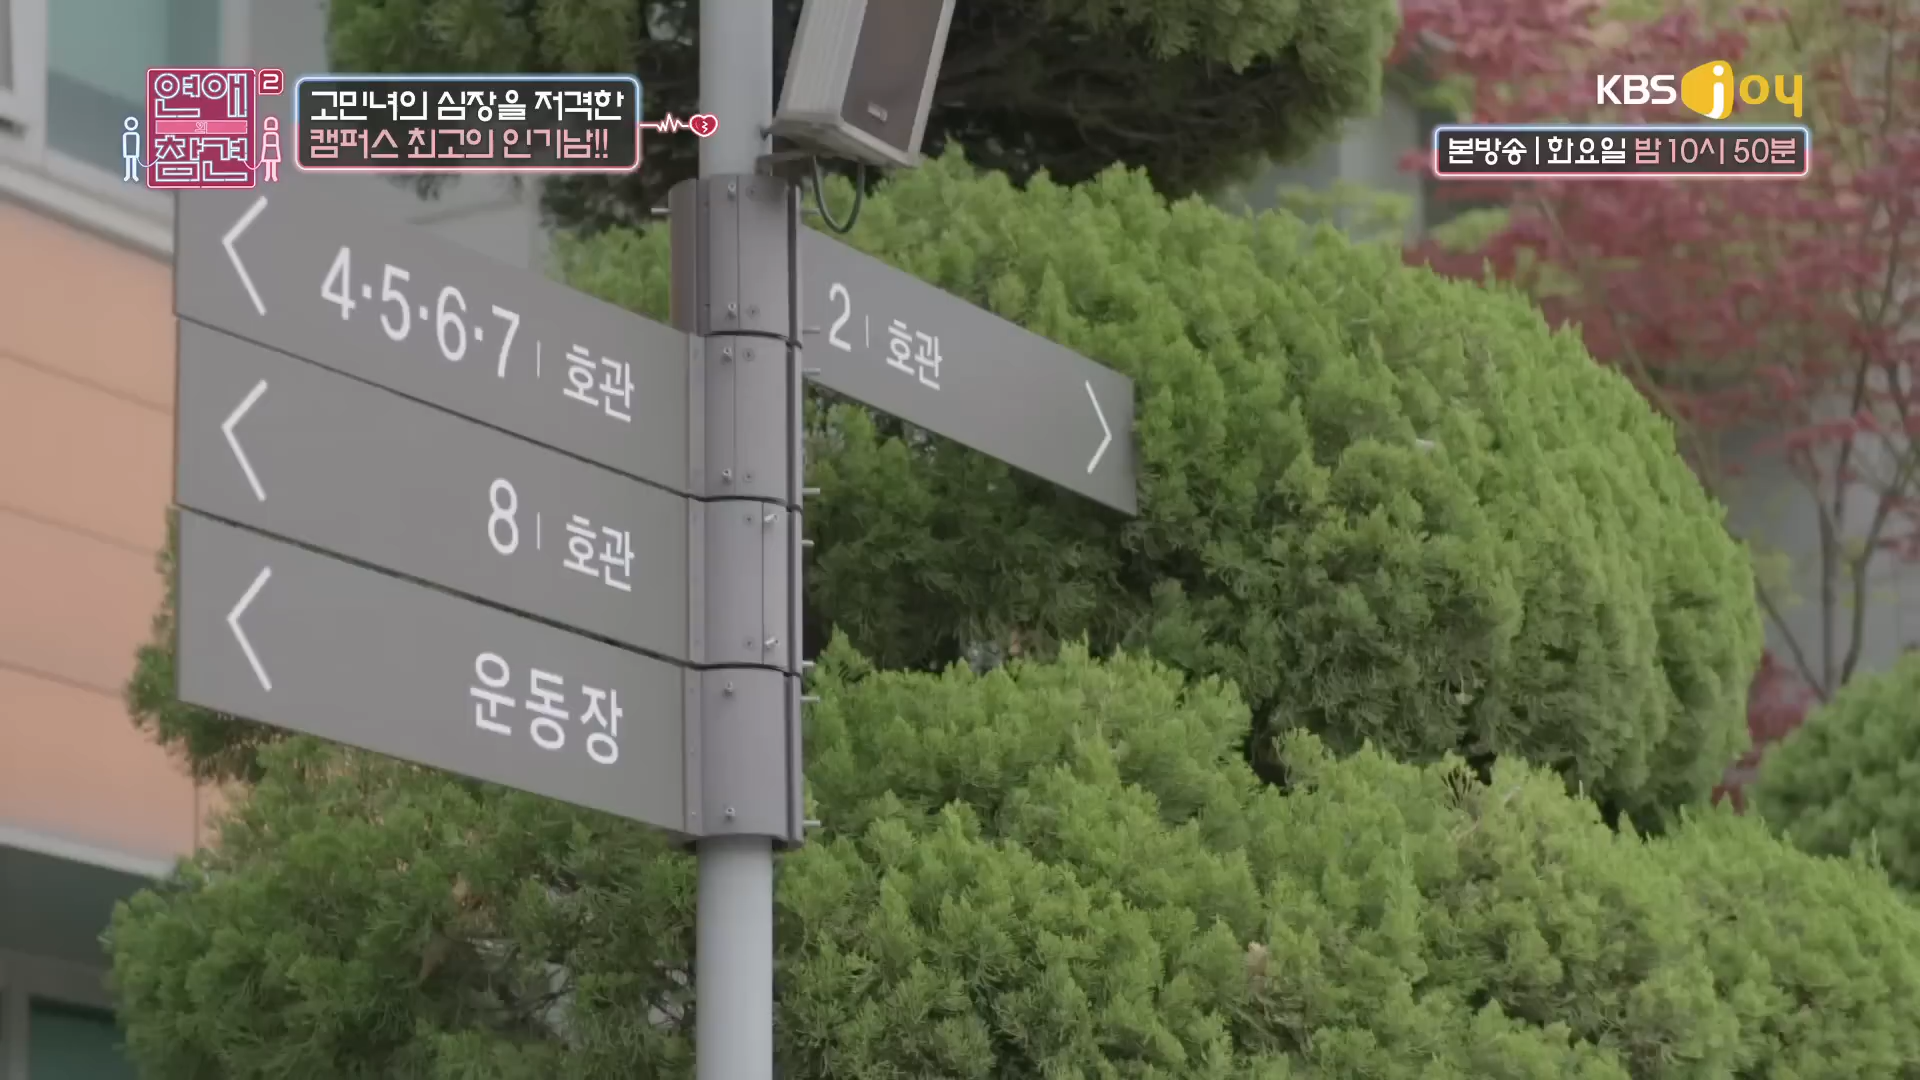 연애의 참견 2
고민녀의 심장을 저격한
캠퍼스 최고의 인기남!!
KBS joy
본방송 | 화요일 밤 10시 50분
4·5·6·7 | 호관
2 | 호관
8 | 호관
운동장